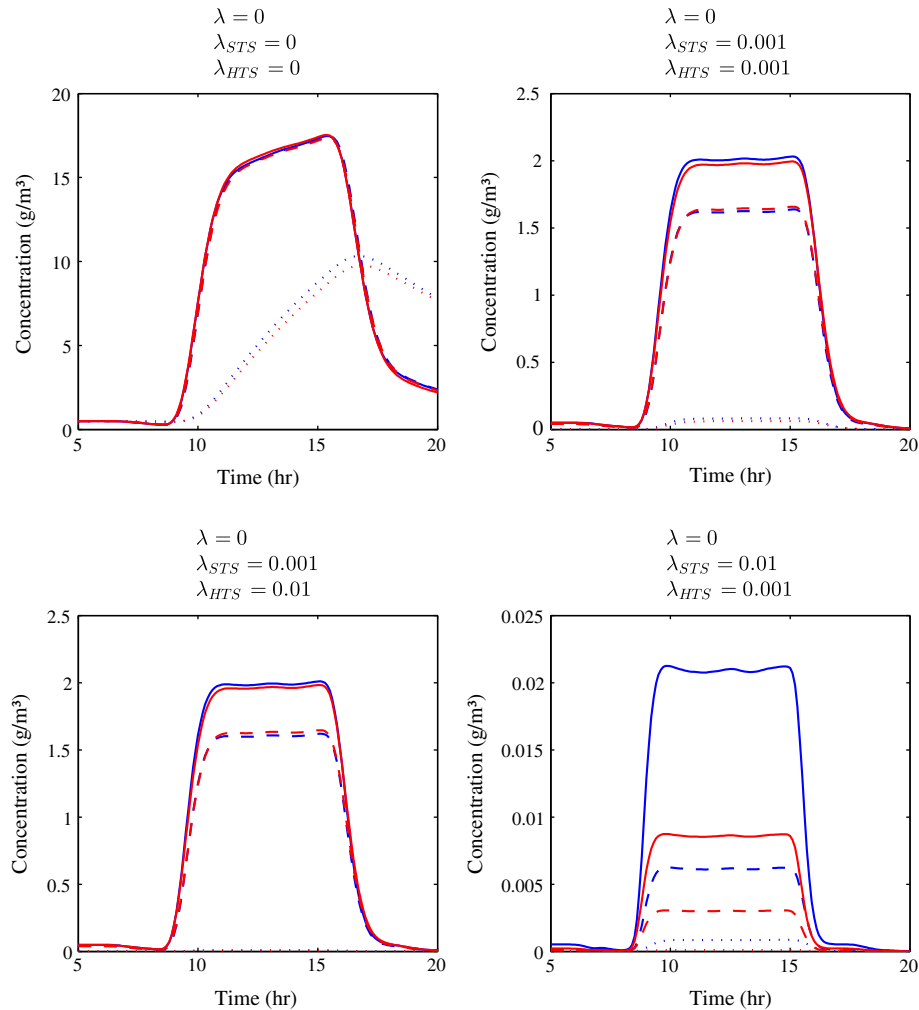 λ = 0
λ_STS = 0
λ_HTS = 0
20
15
10
5
0
Concentration (g/m³)
5 10 15 20
Time (hr)
λ = 0
λ_STS = 0.001
λ_HTS = 0.001
2.5
2
1.5
1
0.5
0
Concentration (g/m³)
5 10 15 20
Time (hr)
λ = 0
λ_STS = 0.001
λ_HTS = 0.01
2.5
2
1.5
1
0.5
0
Concentration (g/m³)
5 10 15 20
Time (hr)
λ = 0
λ_STS = 0.01
λ_HTS = 0.001
0.025
0.02
0.015
0.01
0.005
0
Concentration (g/m³)
5 10 15 20
Time (hr)